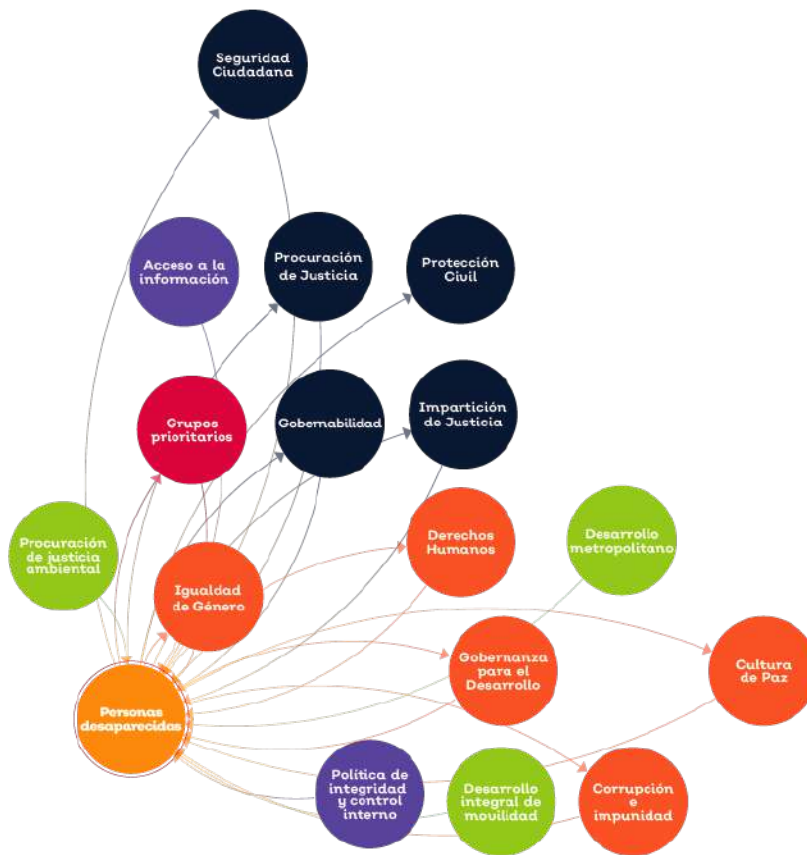 Seguridad
Ciudadana
Acceso a la
información
Procuración
de Justicia
Protección
Civil
Grupos
prioritarios
Gobernabilidad
Impartición
de Justicia
Procuración
de justicia
ambiental
Igualdad
de Género
Derechos
Humanos
Desarrollo
metropolitano
Personas
desaparecidas
Gobernanza
para el
Desarrollo
Cultura
de Paz
Política de
integridad
y control
interno
Desarrollo
integral de
movilidad
Corrupción
e
impunidad